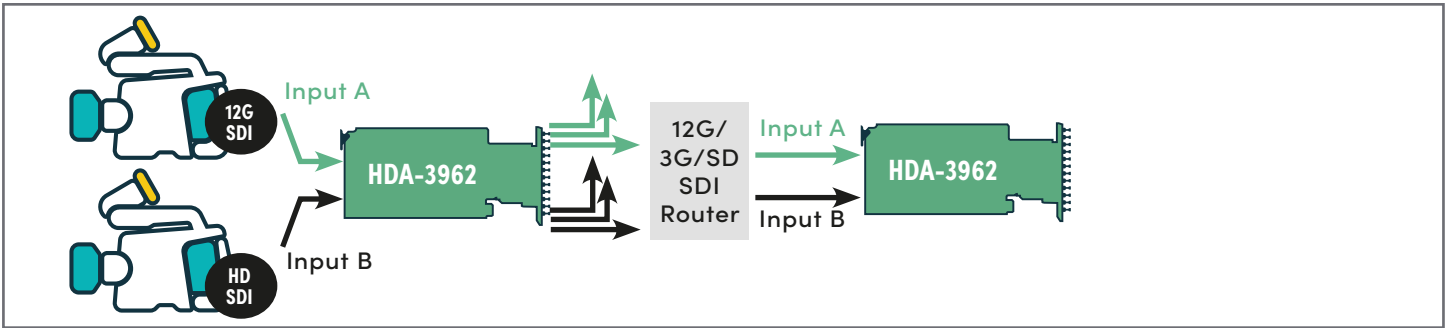 12G
SDI
Input A
HDA-3962
Input B
HD
SDI
12G/
3G/SD
SDI
Router
Input A
Input B
HDA-3962